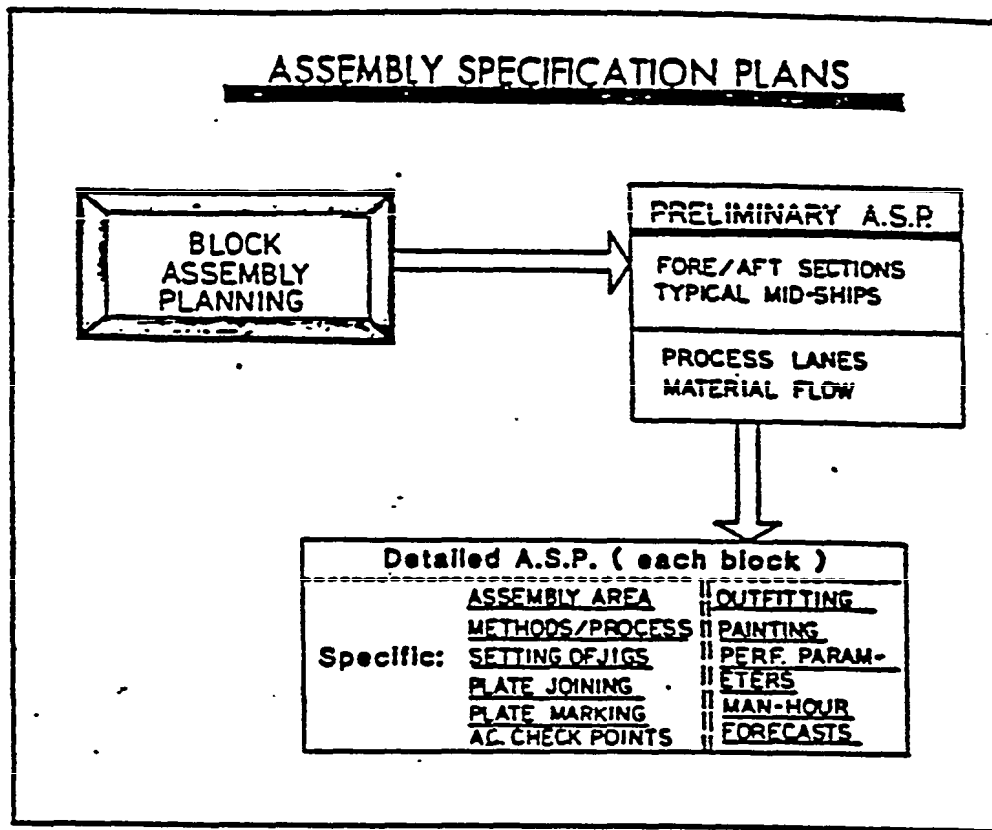 ASSEMBLY SPECIFICATION PLANS
BLOCK
ASSEMBLY
PLANNING
PRELIMINARY A.S.P.
FORE/AFT SECTIONS
TYPICAL MID-SHIPS
PROCESS LANES
MATERIAL FLOW
Detailed A.S.P. ( each block )
Specific:
ASSEMBLY AREA
METHODS/PROCESS
SETTING OF JIGS
PLATE JOINING
PLATE MARKING
A.C. CHECK POINTS
OUTFITTING
PAINTING
PERF. PARAM-
ETERS
MAN-HOUR
FORECASTS